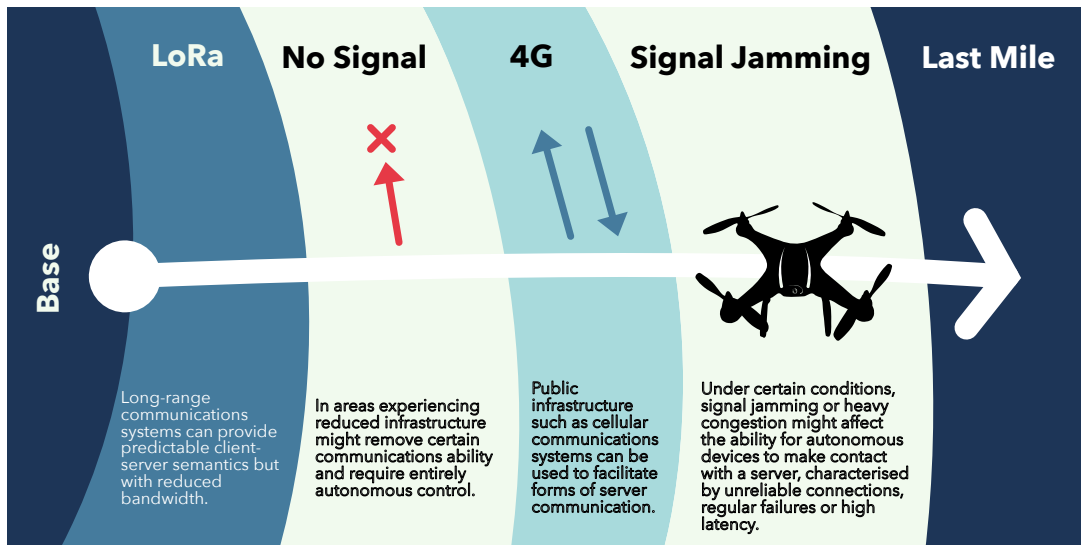 LoRa
No Signal
4G
Signal Jamming
Last Mile
Base
Long-range
communications
systems can provide
predictable client-
server semantics but
with reduced
bandwidth.
In areas experiencing
reduced infrastructure
might remove certain
communications ability
and require entirely
autonomous control.
Public
infrastructure
such as cellular
communications
systems can be
used to facilitate
forms of server
communication.
Under certain conditions,
signal jamming or heavy
congestion might affect
the ability for autonomous
devices to make contact
with a server, characterised
by unreliable connections,
regular failures or high
latency.